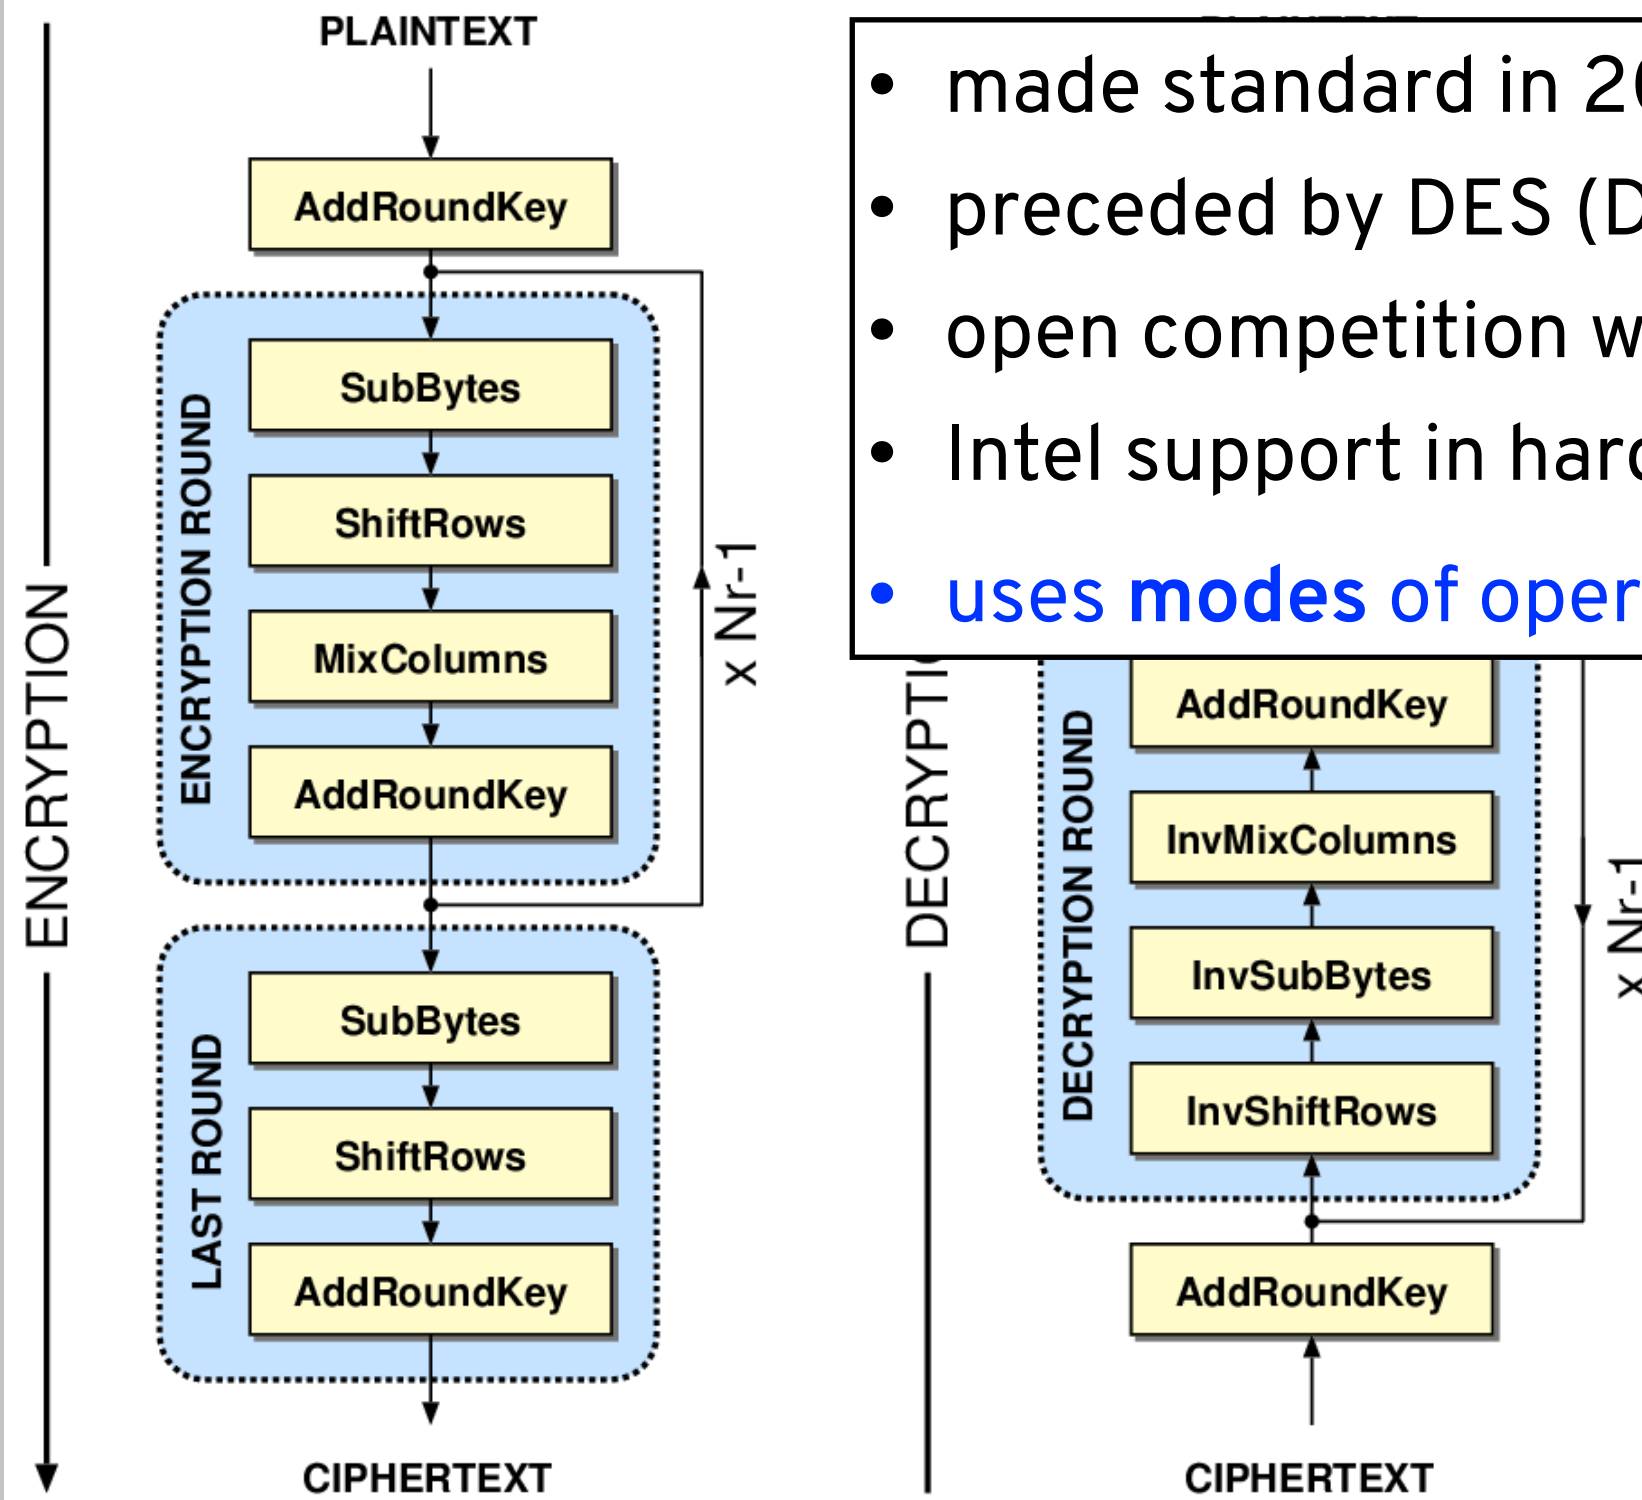 PLAINTEXT
AddRoundKey
ENCRYPTION ROUND
SubBytes
ShiftRows
MixColumns
AddRoundKey
x Nr-1
ENCRYPTION
LAST ROUND
SubBytes
ShiftRows
AddRoundKey
CIPHERTEXT
• made standard in
• preceded by DES
• open competition
• Intel support in
• uses modes of
DECRYPTION ROUND
AddRoundKey
InvMixColumns
InvSubBytes
InvShiftRows
x Nr-1
AddRoundKey
CIPHERTEXT